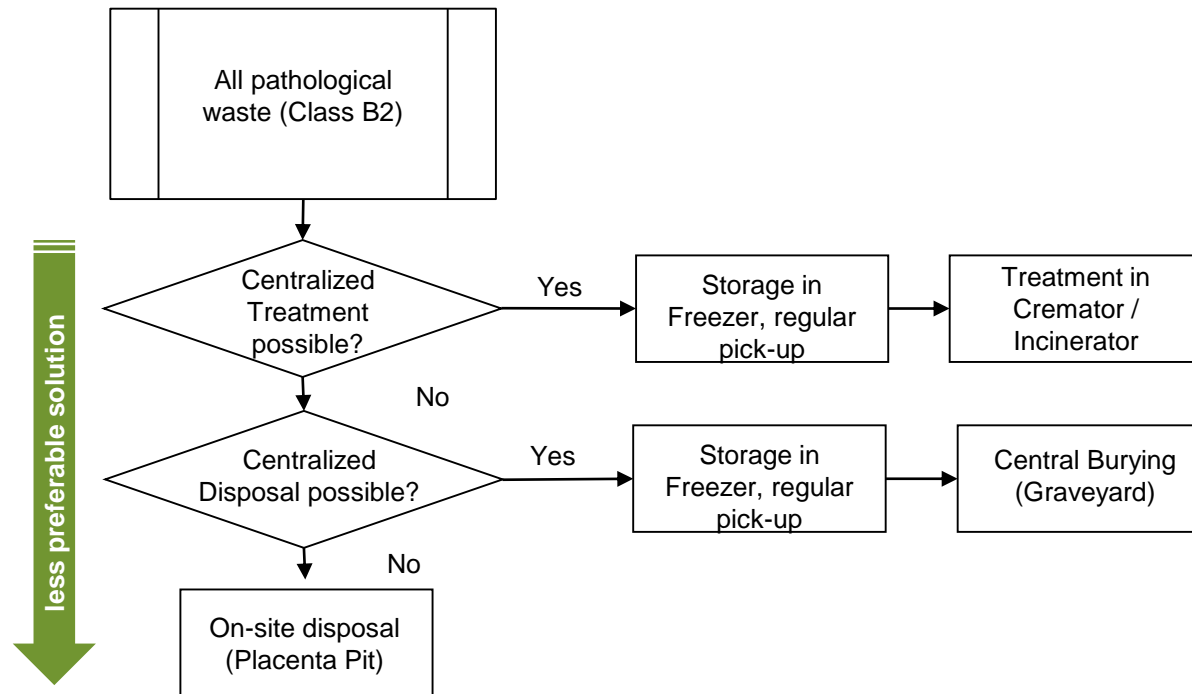 All pathological
waste (Class B2)
Centralized
Treatment
possible?
Yes
Storage in
Freezer, regular
pick-up
Treatment in
Cremator /
Incinerator
No
Centralized
Disposal possible?
Yes
Storage in
Freezer, regular
pick-up
Central Burying
(Graveyard)
No
On-site disposal
(Placenta Pit)
less preferable solution